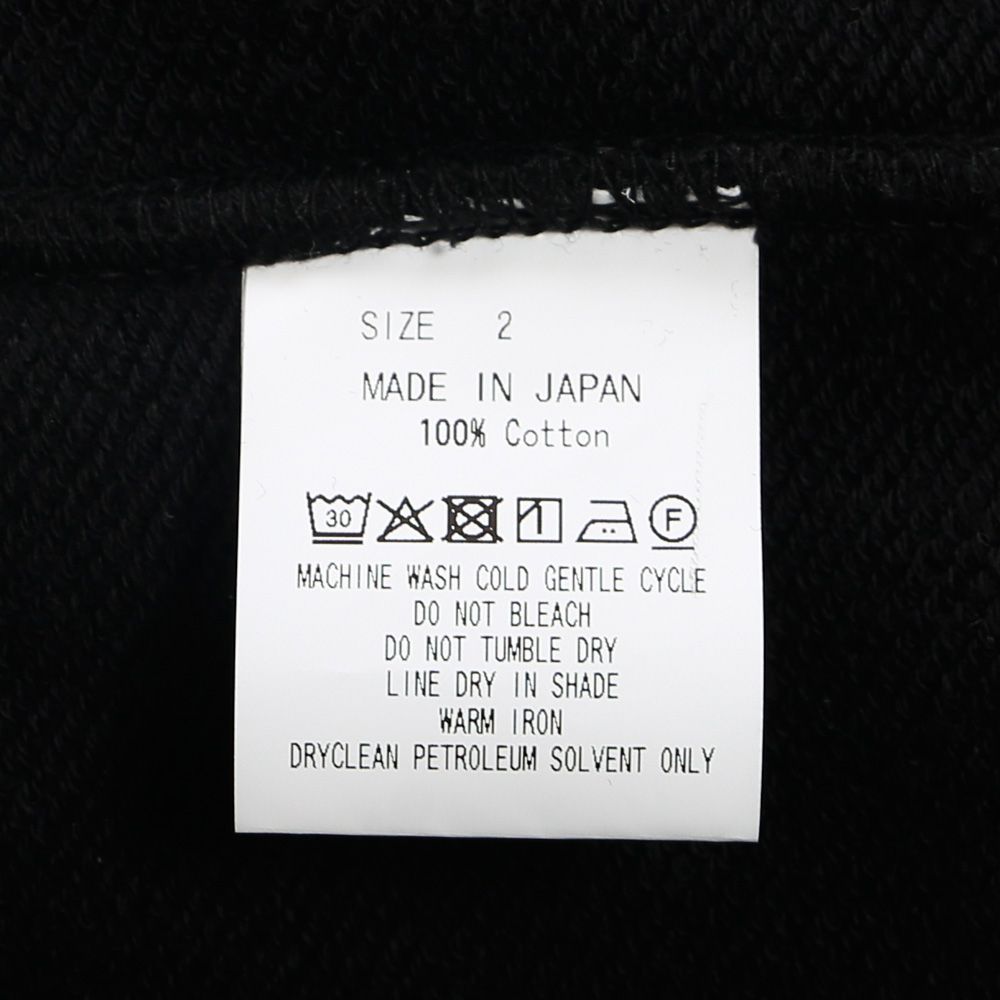 SIZE 2
MADE IN JAPAN
100% Cotton
30 F
MACHINE WASH COLD GENTLE CYCLE
DO NOT BLEACH
DO NOT TUMBLE DRY
LINE DRY IN SHADE
WARM IRON
DRYCLEAN PETROLEUM SOLVENT ONLY